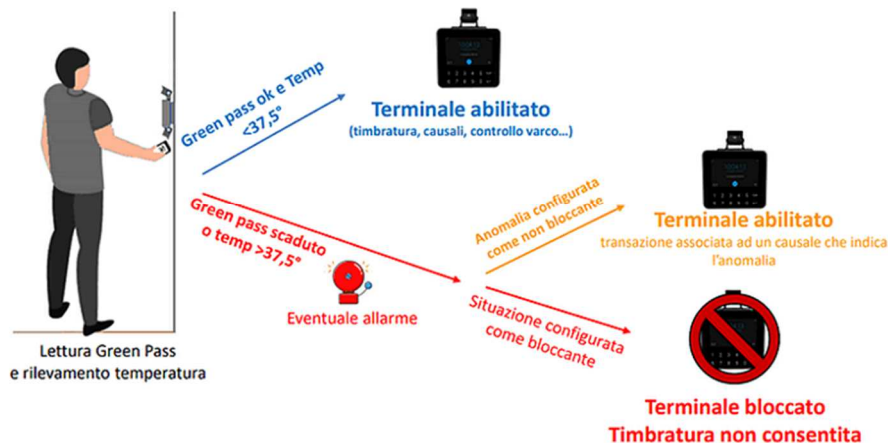 Green pass ok e Temp
<37,5°
Terminale abilitato
(timbratura, causali, controllo varco...)
Green pass scaduto
o temp >37,5°
Eventuale allarme
Anomalia configurata
come non bloccante
Terminale abilitato
transazione associata ad un causale che indica
l'anomalia
Situazione configurata
come bloccante
Terminale bloccato
Timbratura non consentita
Lettura Green Pass
e rilevamento temperatura